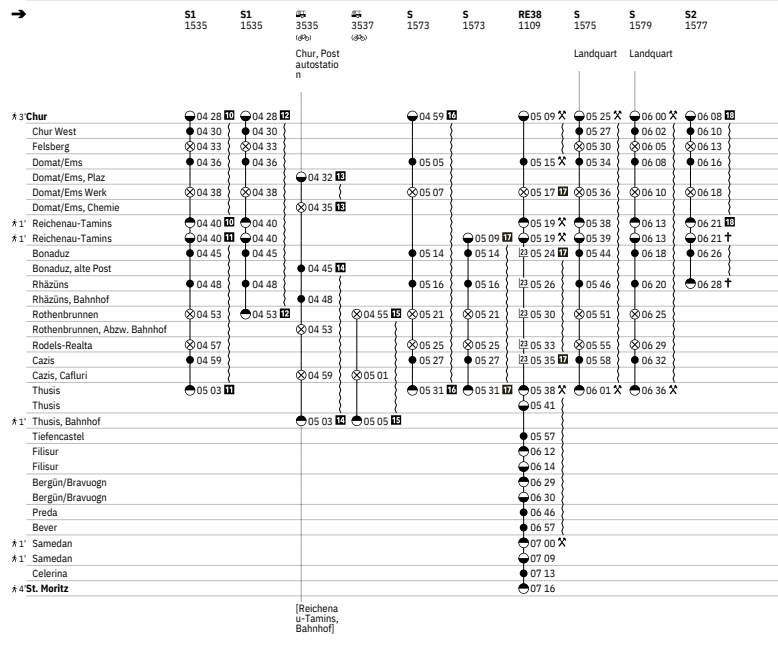 S1 S1 S S RE38 S S S2
1535 1535 3535 3537 1573 1573 1109 1575 1579 1577
Chur, Post Landquart Landquart
autostatio
n
3' Chur 04 28 10 04 28 12 04 59 16 05 09 05 25 06 00 06 08 18
Chur West 04 30 04 30 05 27 06 02 06 10
Felsberg 04 33 04 33 05 30 06 05 06 13
Domat/Ems 04 36 04 36 05 05 05 15 05 34 06 08 06 16
Domat/Ems, Plaz 04 32 13
Domat/Ems Werk 04 38 04 38 05 07 05 17 17 05 36 06 10 06 18
Domat/Ems, Chemie 04 35 13
1' Reichenau-Tamins 04 40 10 04 40 05 19 05 38 06 13 06 21 18
1' Reichenau-Tamins 04 40 11 04 40 05 09 17 05 19 05 39 06 13 06 21 †
Bonaduz 04 45 04 45 05 14 05 14 23 05 24 17 05 44 06 18 06 26
Bonaduz, alte Post 04 45 14
Rhäzüns 04 48 04 48 05 16 05 16 23 05 26 05 46 06 20 06 28 †
Rhäzüns, Bahnhof 04 48
Rothenbrunnen 04 53 04 53 12 04 55 15 05 21 05 21 23 05 30 05 51 06 25
Rothenbrunnen, Abzw. Bahnhof 04 53
Rodels-Realta 04 57 05 25 05 25 23 05 33 05 55 06 29
Cazis 04 59 05 27 05 27 23 05 35 17 05 58 06 32
Cazis, Cafluri 04 59 05 01
Thusis 05 03 11 05 31 16 05 31 17 05 38 06 01 06 36
Thusis 05 41
1' Thusis, Bahnhof 05 03 14 05 05 15
Tiefencastel 05 57
Filisur 06 12
Filisur 06 14
Bergün/Bravuogn 06 29
Bergün/Bravuogn 06 30
Preda 06 46
Bever 06 57
1' Samedan 07 00
1' Samedan 07 09
Celerina 07 13
4' St. Moritz 07 16
[Reichena
u-Tamins,
Bahnhof]